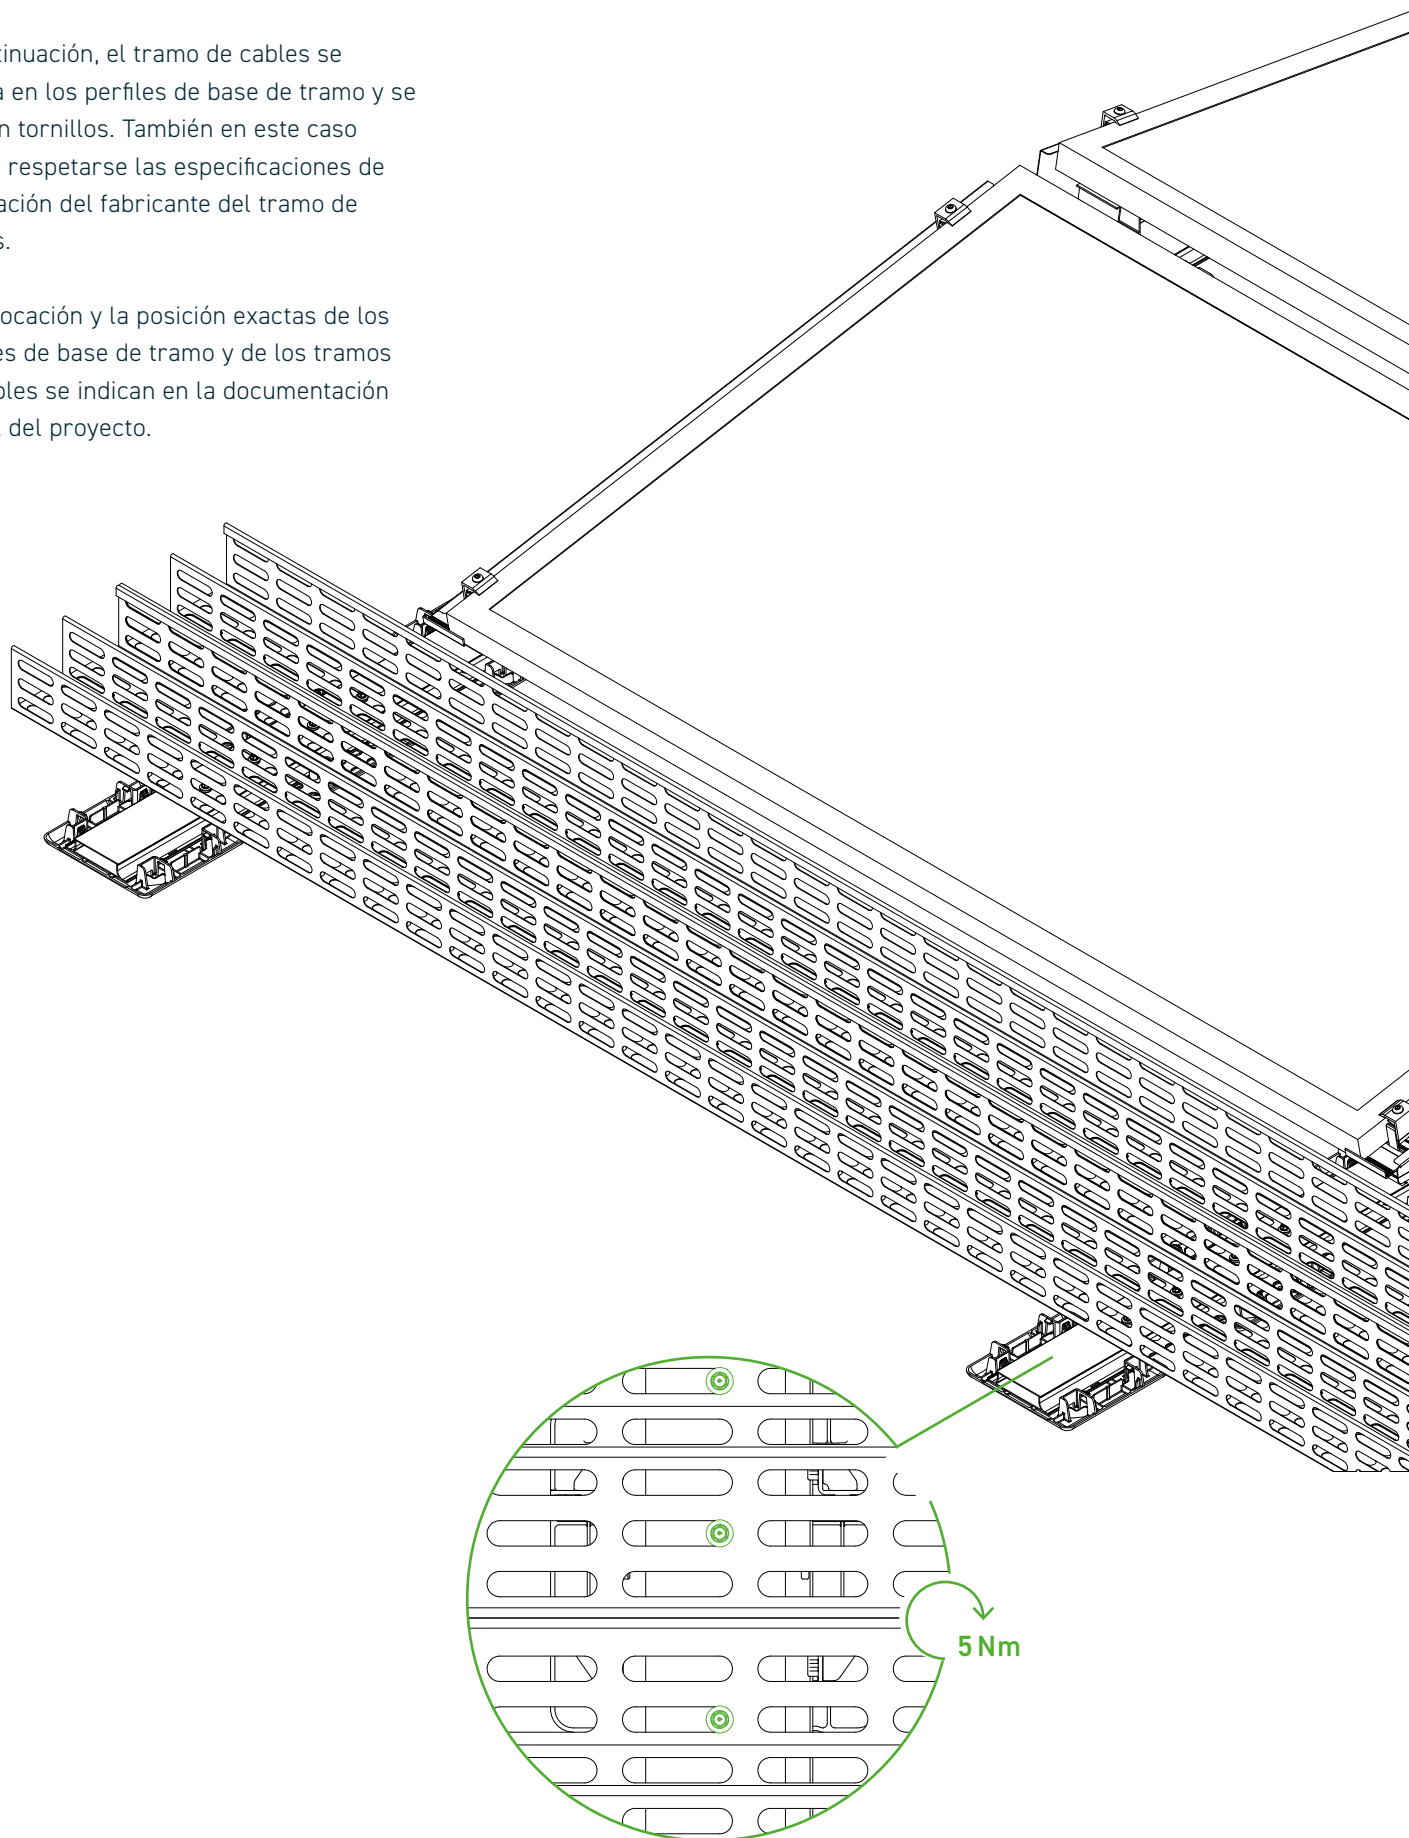 tinuación, el tramo de cables se
a en los perfiles de base de tramo y se
n tornillos. También en este caso
respetarse las especificaciones de
ación del fabricante del tramo de
s.
ocación y la posición exactas de los
es de base de tramo y de los tramos
bles se indican en la documentación
del proyecto.
5 Nm